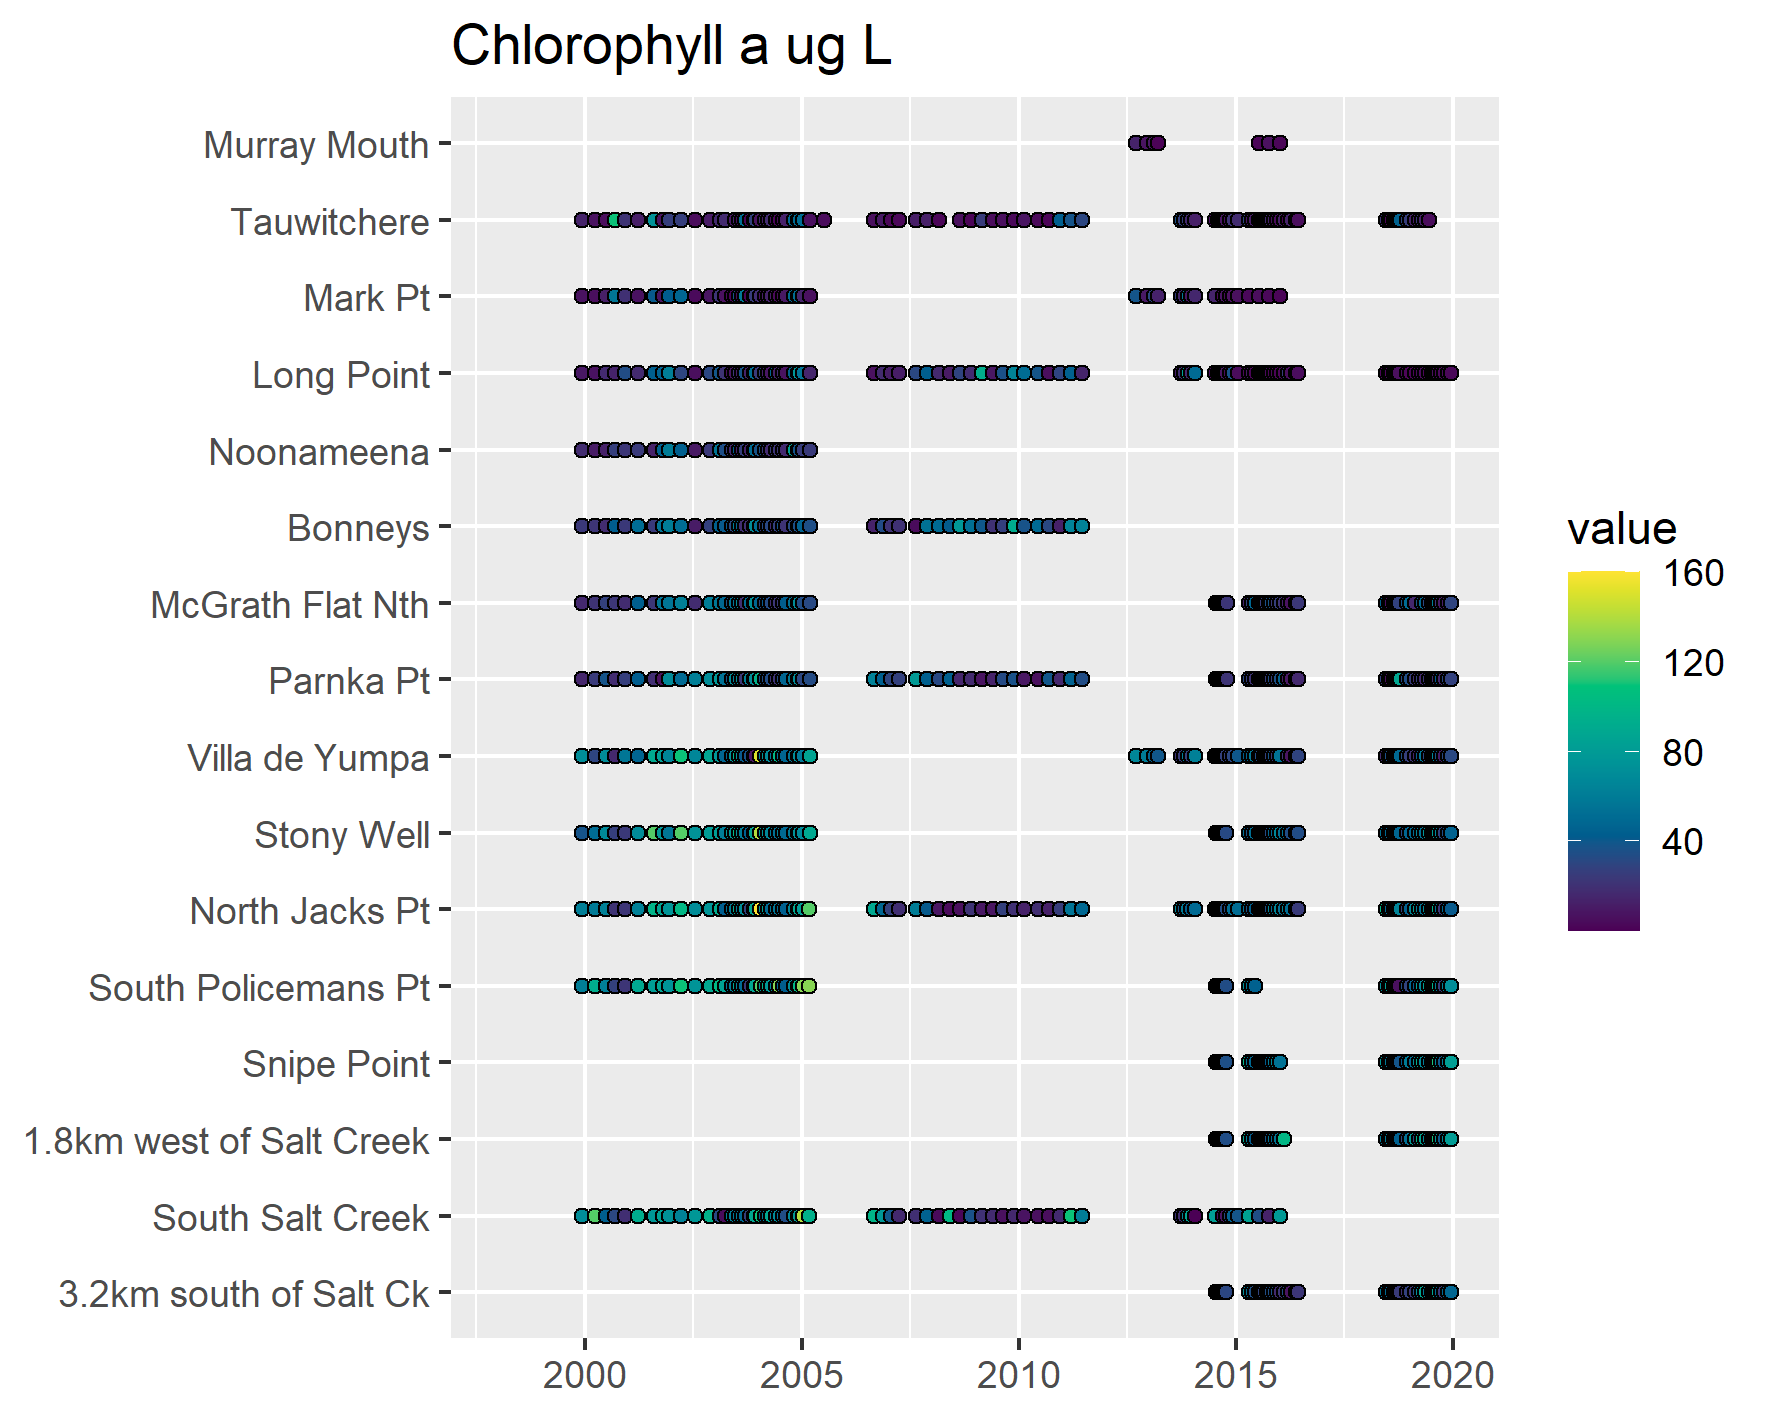 Chlorophyll a ug L
Murray Mouth
Tauwitchere
Mark Pt
Long Point
Noonameena
Bonneys
McGrath Flat Nth
Parnka Pt
Villa de Yumpa
Stony Well
North Jacks Pt
South Policemans Pt
Snipe Point
1.8km west of Salt Creek
South Salt Creek
3.2km south of Salt Ck
2000 2005 2010 2015 2020
value
160
120
80
40